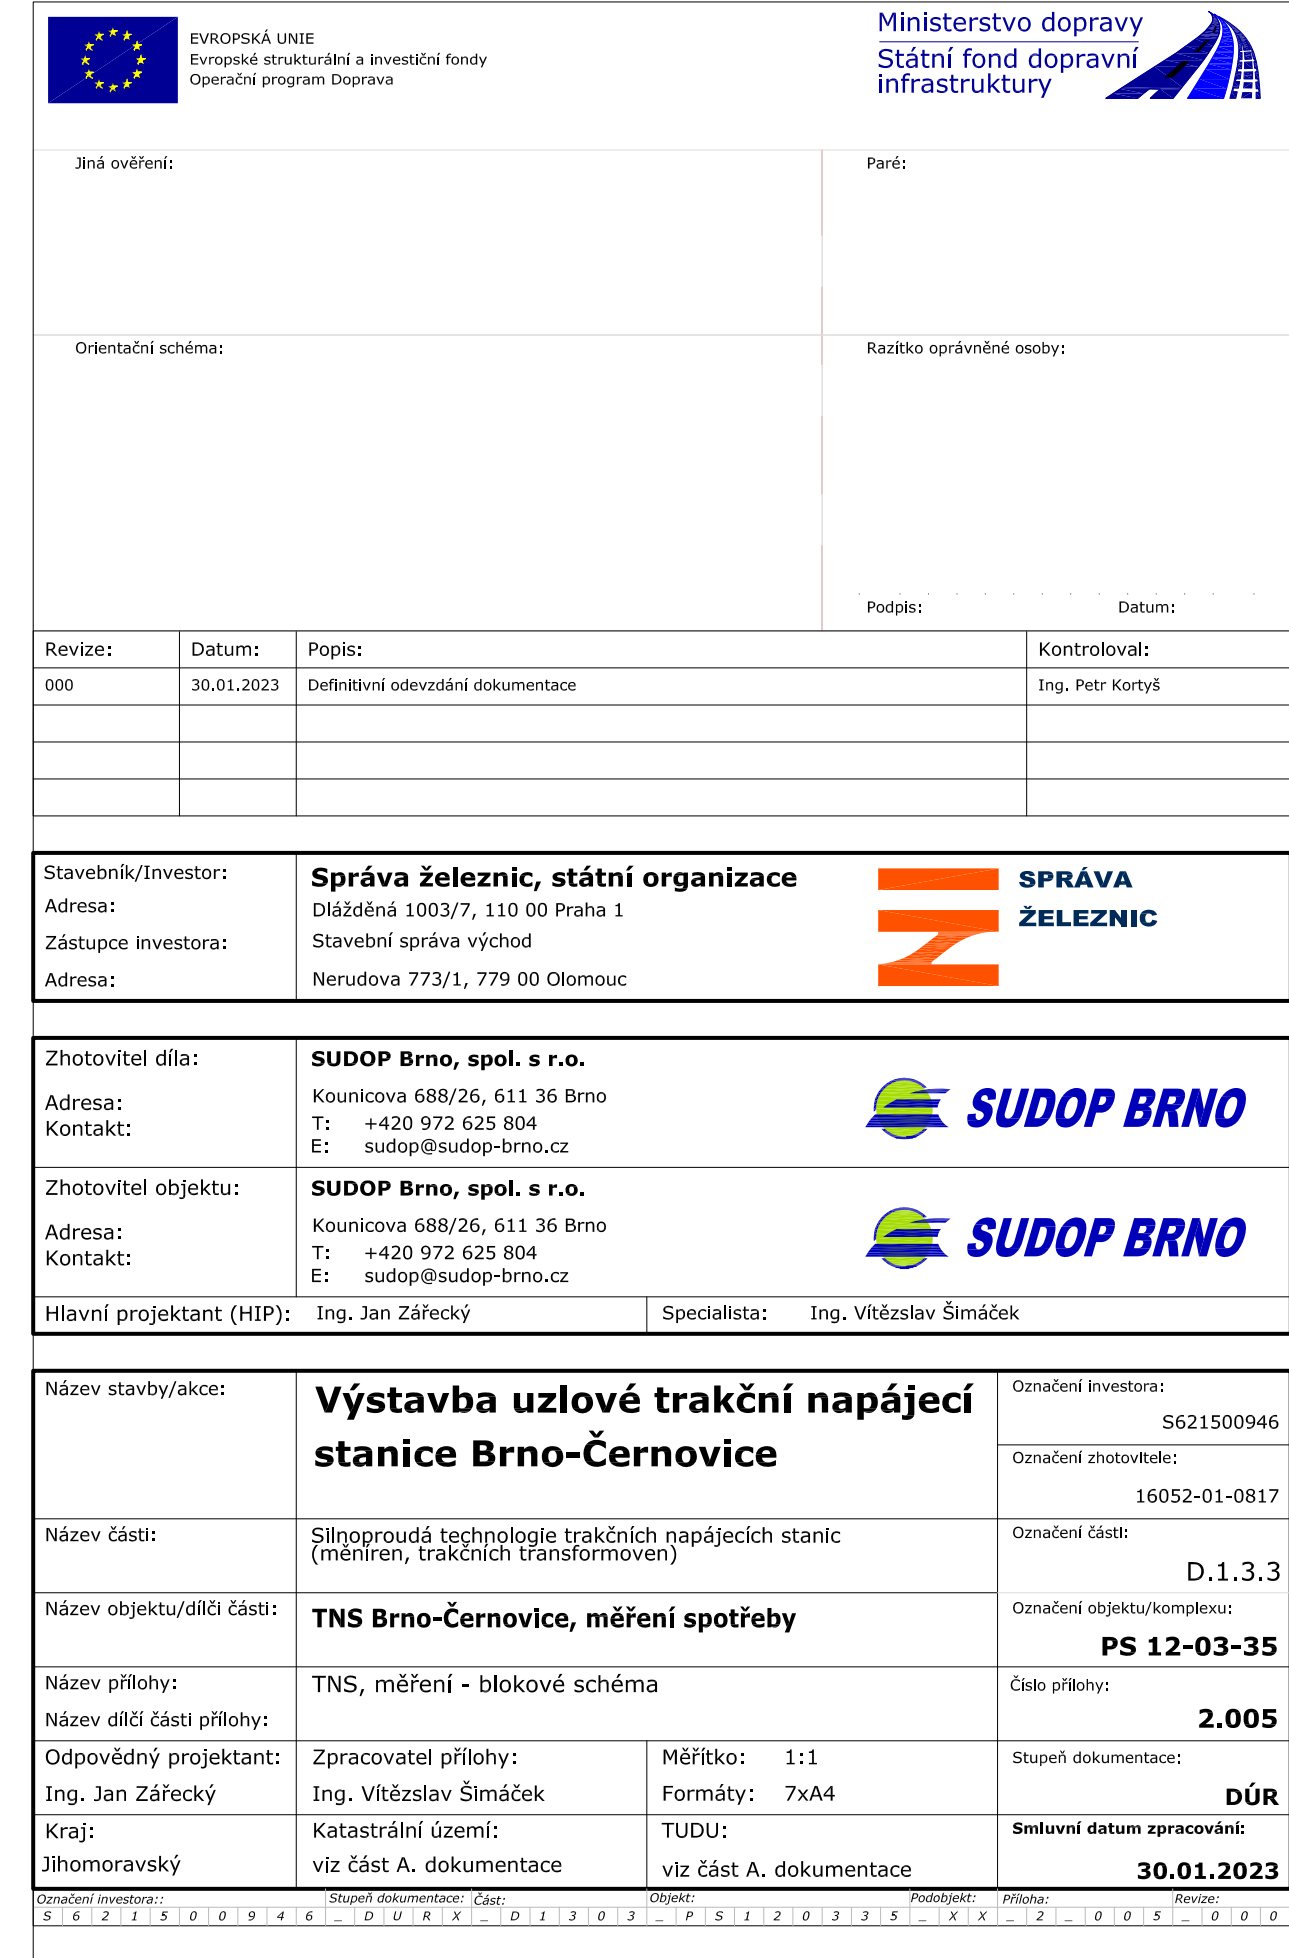 EVROPSKÁ UNIE
Evropské strukturální a investiční fondy
Operační program Doprava
Ministerstvo dopravy
Státní fond dopravní
infrastruktury
Jiná ověření:
Paré:
Orientační schéma:
Razítko oprávněné osoby:
Podpis: Datum:
Revize: Datum: Popis: Kontroloval:
000 30.01.2023 Definitivní odevzdání dokumentace Ing. Petr Kortyš
Stavebník/Investor: Správa železnic, státní organizace
Adresa: Dlážděná 1003/7, 110 00 Praha 1
Zástupce investora: Stavební správa východ
Adresa: Nerudova 773/1, 779 00 Olomouc
SPRÁVA
ŽELEZNIC
Zhotovitel díla: SUDOP Brno, spol. s r.o.
Adresa: Kounicova 688/26, 611 36 Brno
Kontakt: T: +420 972 625 804
E: sudop@sudop-brno.cz
SUDOP BRNO
Zhotovitel objektu: SUDOP Brno, spol. s r.o.
Adresa: Kounicova 688/26, 611 36 Brno
Kontakt: T: +420 972 625 804
E: sudop@sudop-brno.cz
SUDOP BRNO
Hlavní projektant (HIP): Ing. Jan Zářecký Specialista: Ing. Vítězslav Šimáček
Název stavby/akce: Výstavba uzlové trakční napájecí
stanice Brno-Černovice
Označení investora:
S621500946
Označení zhotovitele:
16052-01-0817
Název části: Silnoproudá technologie trakčních napájecích stanic
(měníren, trakčních transformoven)
Označení části:
D.1.3.3
Název objektu/dílči části: TNS Brno-Černovice, měření spotřeby
Označení objektu/komplexu:
PS 12-03-35
Název přílohy: TNS, měření - blokové schéma
Název dílčí části přílohy:
Číslo přílohy:
2.005
Odpovědný projektant: Zpracovatel přílohy: Měřítko: 1:1 Stupeň dokumentace:
Ing. Jan Zářecký Ing. Vítězslav Šimáček Formáty: 7xA4 DÚR
Kraj: Katastrální území: TUDU: Smluvní datum zpracování:
Jihomoravský viz část A. dokumentace viz část A. dokumentace 30.01.2023
Označení investora:: Stupeň dokumentace: Část: Objekt: Podobjekt: Příloha: Revize:
S 6 2 1 5 0 0 9 4 6 _ D U R X _ D 1 3 0 3 _ P S 1 2 0 3 3 5 _ X X _ 2 _ 0 0 5 _ 0 0 0